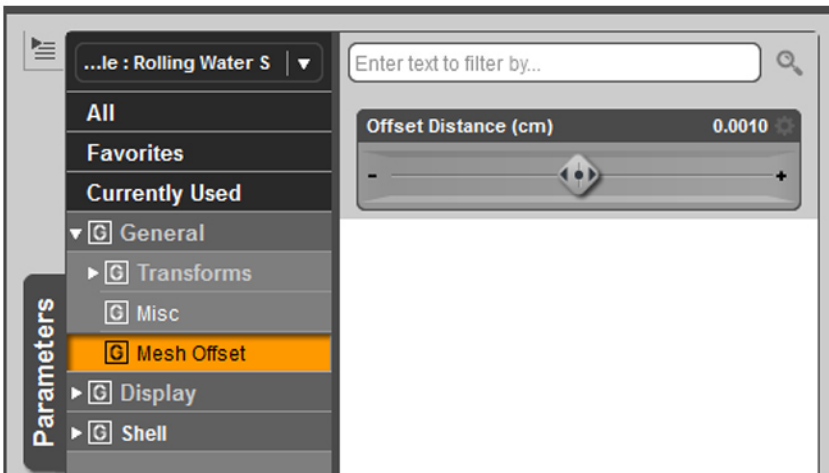 ...le : Rolling Water S
Enter text to filter by...
All
Favorites
Currently Used
G General
G Transforms
G Misc
G Mesh Offset
G Display
G Shell
Parameters
Offset Distance (cm) 0.0010
- +